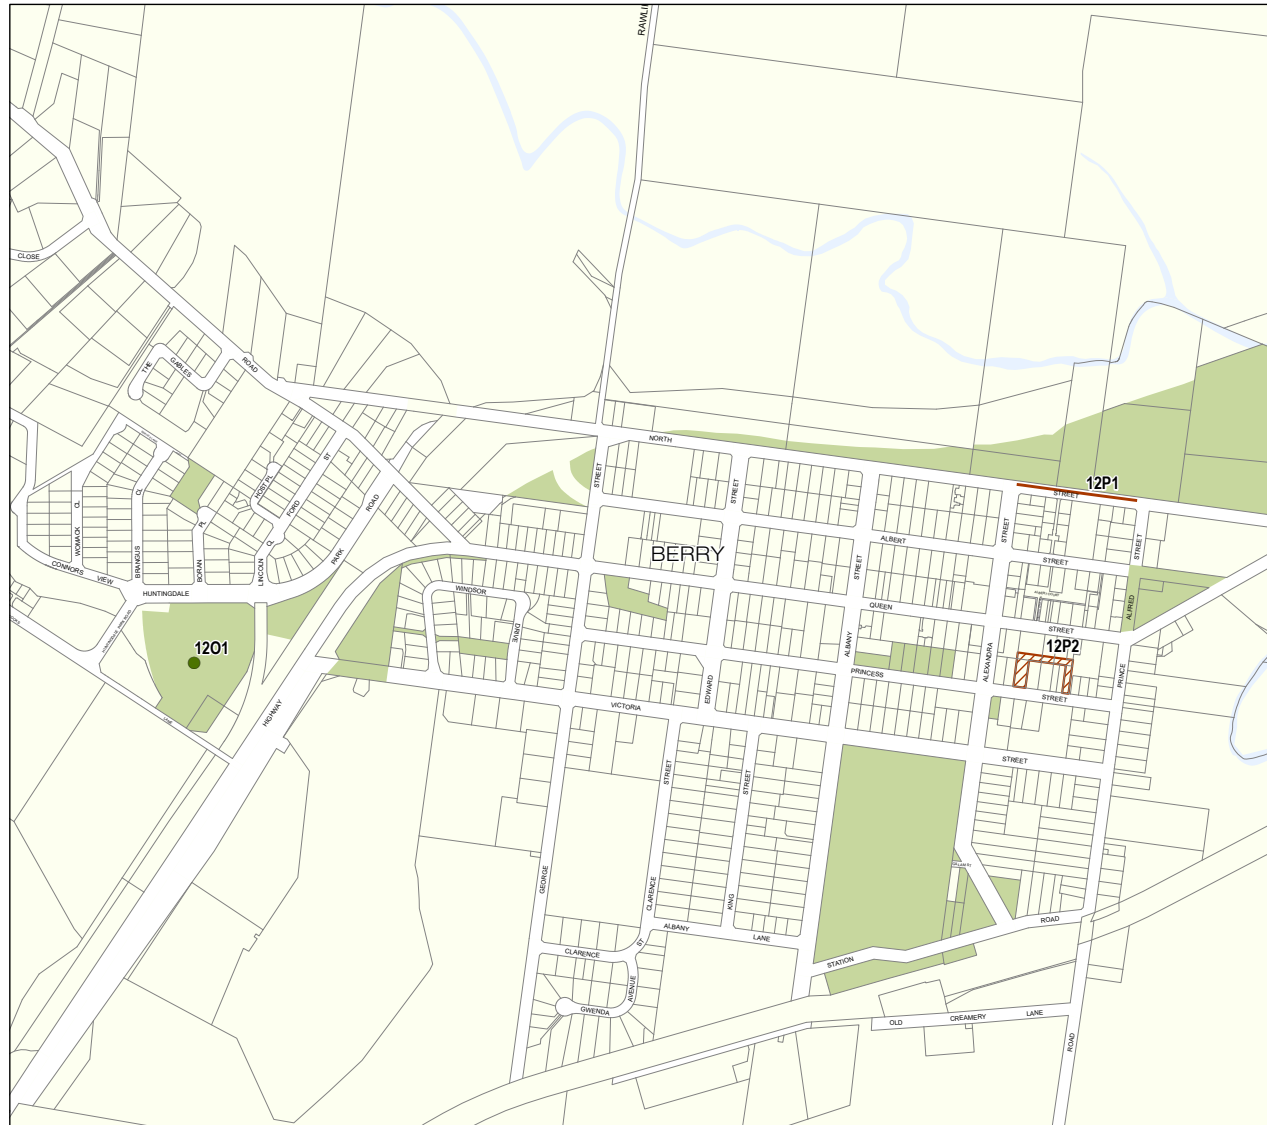 RAWLI
CLOSE
THE
GABLES
ROAD
NORTH
STREET
12P1
STREET
STREET
STREET
STREET
STREET
HOST PL
ST
FORD
ROAD
PARK
CL
WOMACK
CL
BRANGUS
PL
BORAN
CL
LINCOLN
CONNORS
VIEW
HUNTINGDALE
ALBERT
STREET
BERRY
STREET
WINDSOR
DRIVE
QUEEN
STREET
ALFRED
12O1
ALBANY
PRINCESS
ALEXANDRA
12P2
STREET
PRINCE
EDWARD
HIGHWAY
LANE
VICTORIA
STREET
STREET
STREET
GEORGE
CLARENCE
KING
ALBANY
LANE
ROAD
STATION
CLARENCE
ST
AVENUE
GWENDA
OLD
CREAMERY
LANE
ROAD